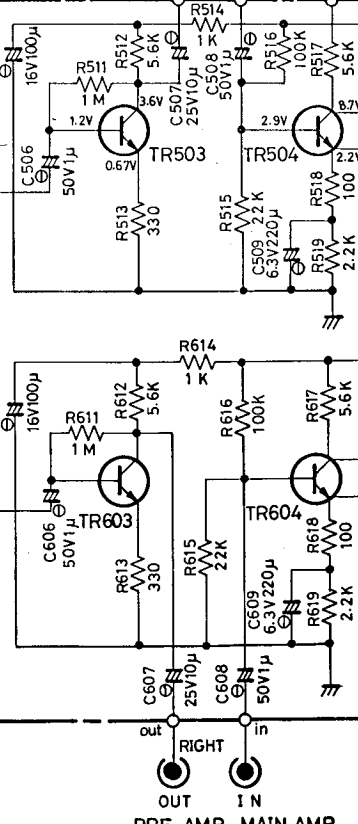 R514
1K
16V100µ
R512
5.6K
C507
25V10µ
C508
50V1µ
R516
100K
R517
5.6K
R511
1M
3.6V
1.2V
TR503
0.67V
2.9V
TR504
2.2V
C506
50V1µ
R513
330
R515
22K
C509
6.3V220µ
R518
100
R519
2.2K
R614
1K
16V100µ
R612
5.6K
R616
100K
R617
5.6K
R611
1M
TR603
TR604
C606
50V1µ
R613
330
R615
22K
C609
6.3V220µ
R618
100
R619
2.2K
C607
25V10µ
C608
50V1µ
out
in
RIGHT
OUT
IN
PRE AMP
MAIN AMP